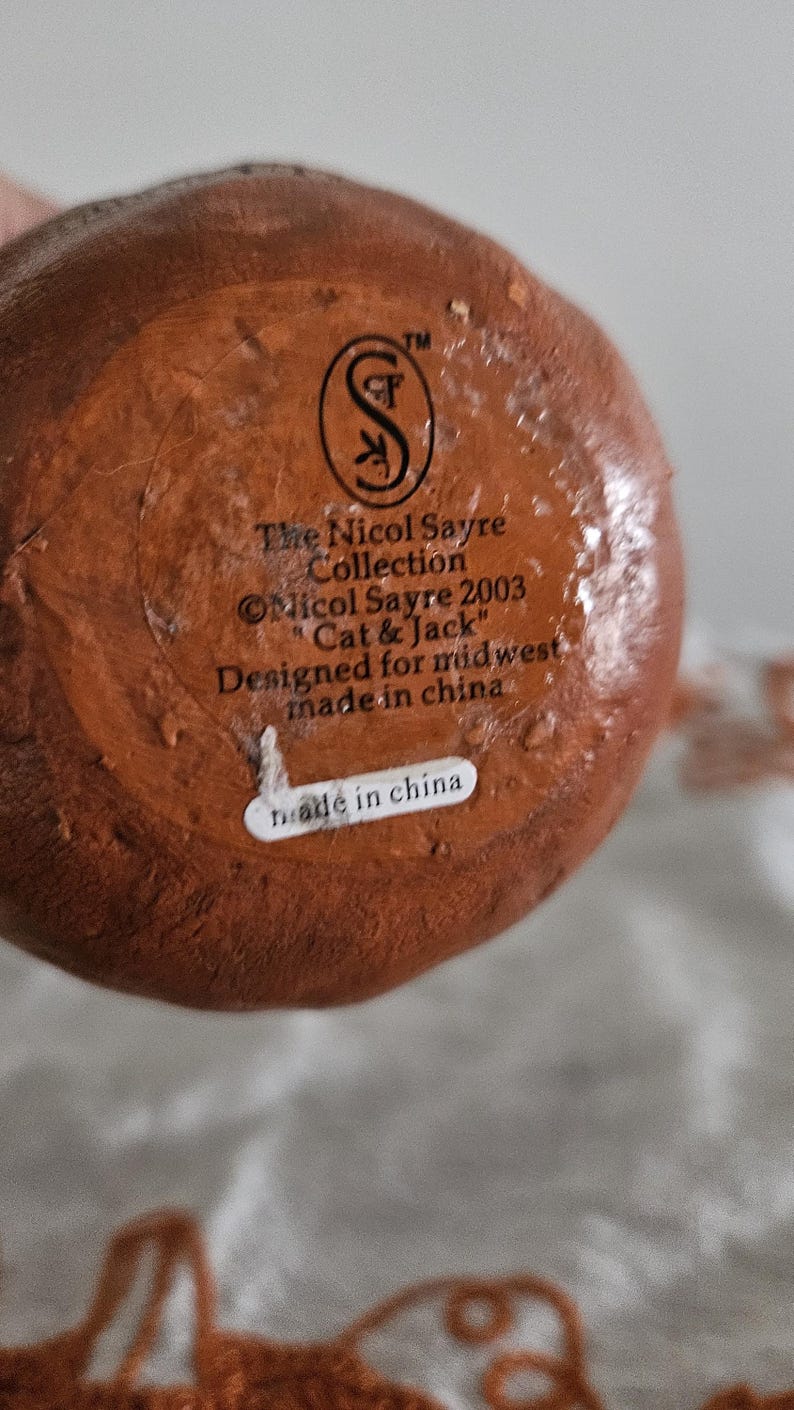 TM
The Nicol Sayre
Collection
©Nicol Sayre 2003
"Cat & Jack"
Designed for midwest
made in china
made in china